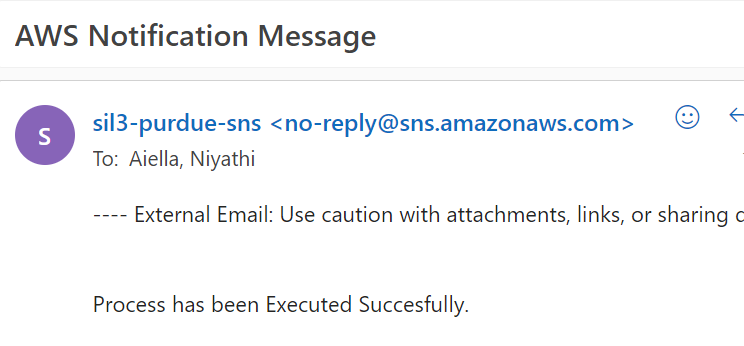 AWS Notification Message
S
sil3-purdue-sns <no-reply@sns.amazonaws.com>
To: Aiella, Niyathi
---- External Email: Use caution with attachments, links, or sharing
Process has been Executed Succesfully.